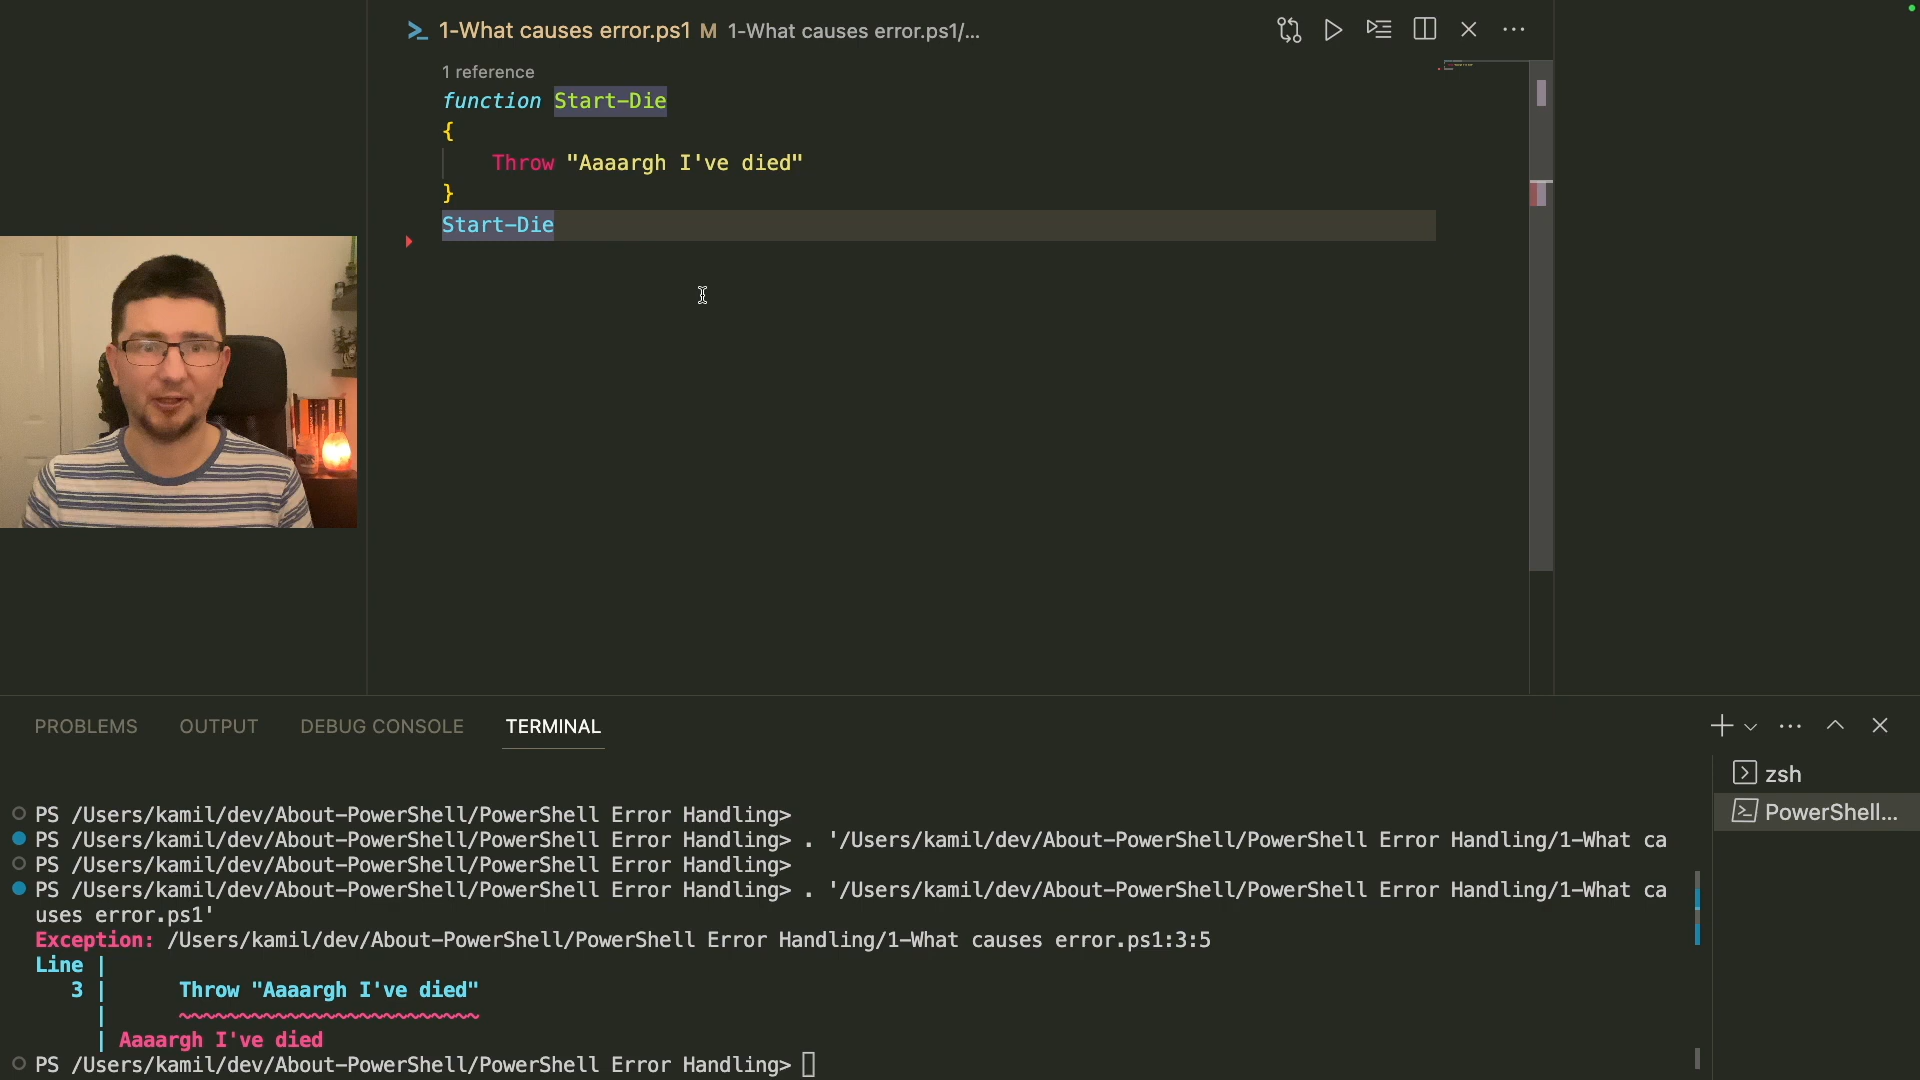 1-What causes error.ps1 M 1-What causes error.ps1/...
1 reference
function Start-Die
{
Throw "Aaaargh I've died"
}
Start-Die
PROBLEMS OUTPUT DEBUG CONSOLE TERMINAL
zsh
PowerShell...
PS /Users/kamil/dev/About-PowerShell/PowerShell Error Handling>
PS /Users/kamil/dev/About-PowerShell/PowerShell Error Handling> . '/Users/kamil/dev/About-PowerShell/PowerShell Error Handling/1-What ca
PS /Users/kamil/dev/About-PowerShell/PowerShell Error Handling>
PS /Users/kamil/dev/About-PowerShell/PowerShell Error Handling> . '/Users/kamil/dev/About-PowerShell/PowerShell Error Handling/1-What ca
uses error.ps1'
Exception: /Users/kamil/dev/About-PowerShell/PowerShell Error Handling/1-What causes error.ps1:3:5
Line |
3 | Throw "Aaaargh I've died"
| ~~~~~~~~~~~~~~~~~~~~~~~~~
| Aaaargh I've died
PS /Users/kamil/dev/About-PowerShell/PowerShell Error Handling>